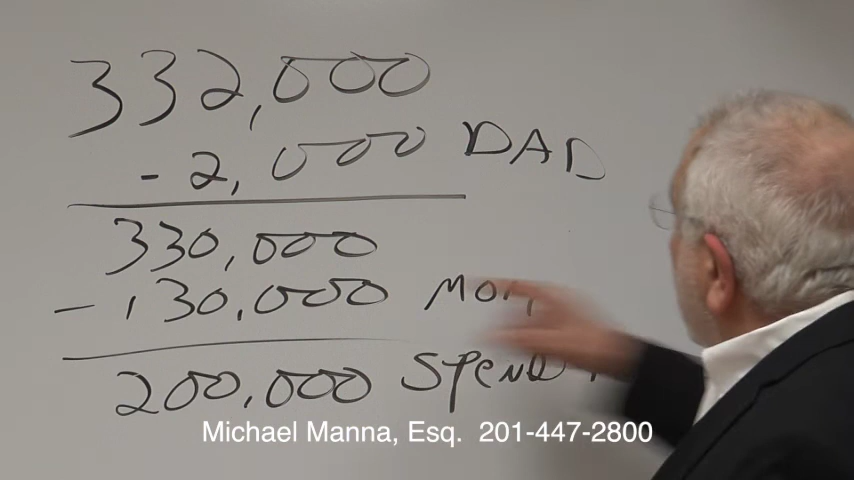 332,000
- 2,000 DAD
330,000
- 130,000
200,000
Michael Manna, Esq. 201-447-2800